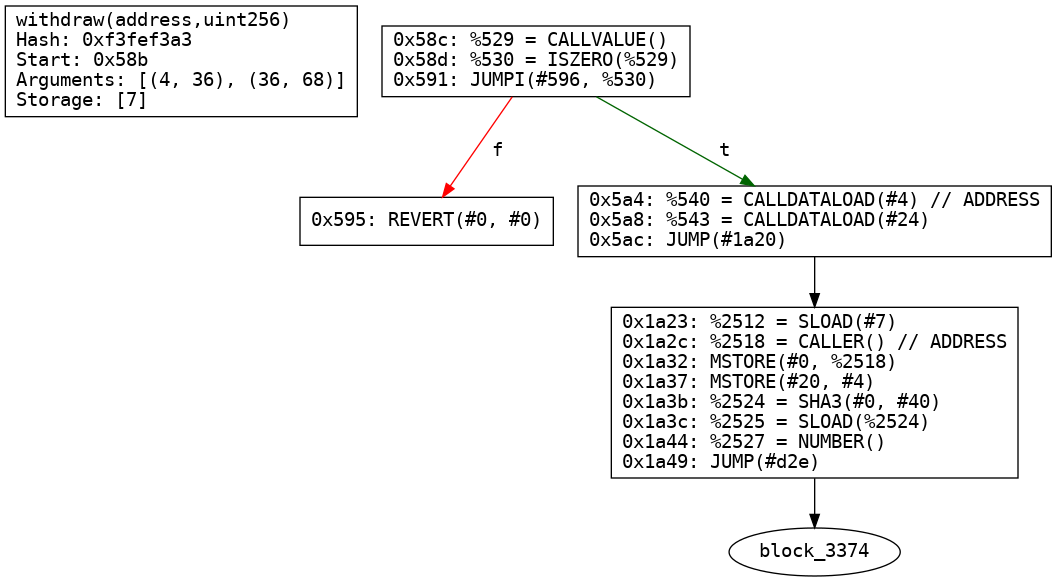 withdraw(address,uint256)
Hash: 0xf3fef3a3
Start: 0x58b
Arguments: [(4, 36), (36, 68)]
Storage: [7]
0x58c: %529 = CALLVALUE()
0x58d: %530 = ISZERO(%529)
0x591: JUMPI(#596, %530)
f
t
0x595: REVERT(#0, #0)
0x5a4: %540 = CALLDATALOAD(#4) // ADDRESS
0x5a8: %543 = CALLDATALOAD(#24)
0x5ac: JUMP(#1a20)
0x1a23: %2512 = SLOAD(#7)
0x1a2c: %2518 = CALLER() // ADDRESS
0x1a32: MSTORE(#0, %2518)
0x1a37: MSTORE(#20, #4)
0x1a3b: %2524 = SHA3(#0, #40)
0x1a3c: %2525 = SLOAD(%2524)
0x1a44: %2527 = NUMBER()
0x1a49: JUMP(#d2e)
block_3374